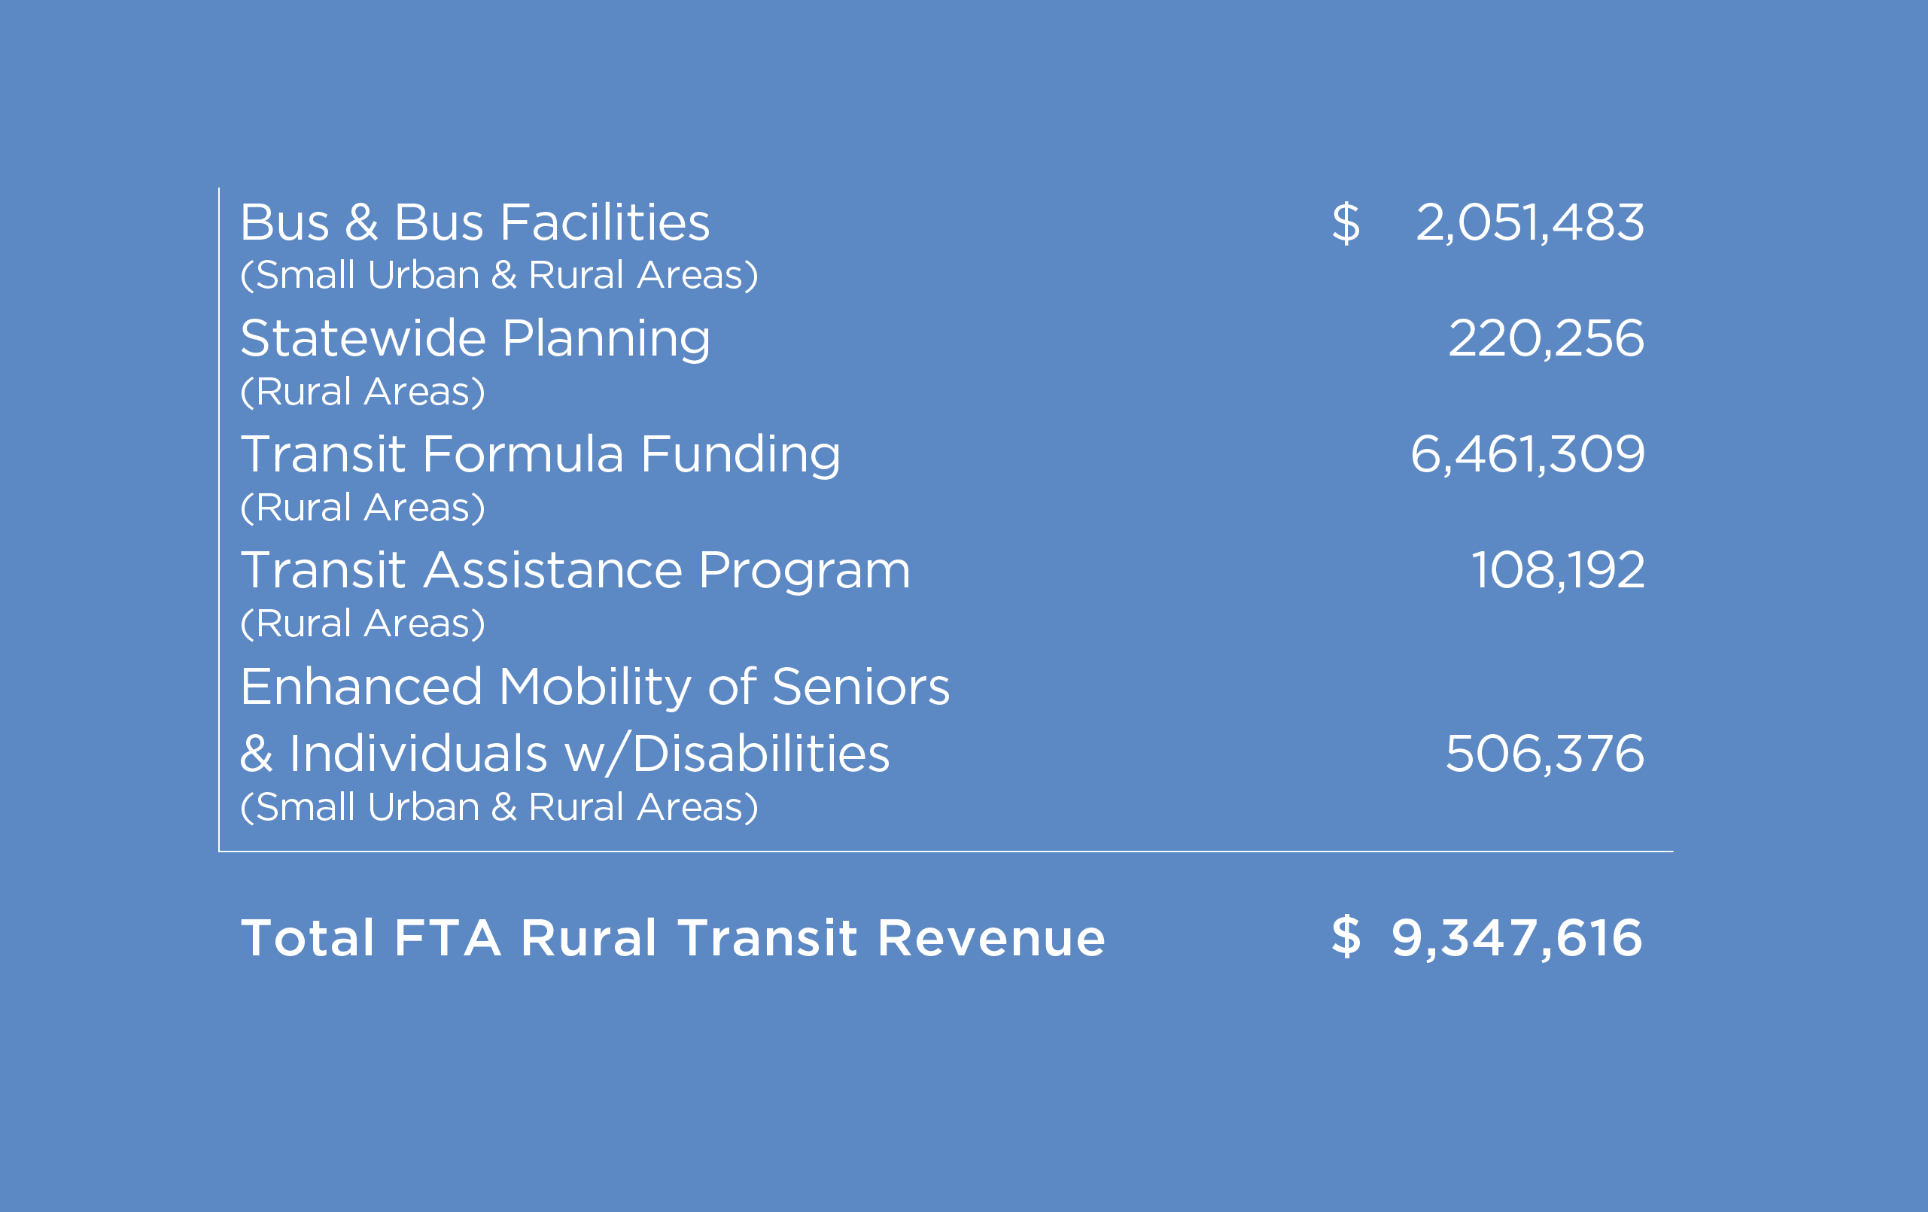 Bus & Bus Facilities $ 2,051,483
(Small Urban & Rural Areas)
Statewide Planning 220,256
(Rural Areas)
Transit Formula Funding 6,461,309
(Rural Areas)
Transit Assistance Program 108,192
(Rural Areas)
Enhanced Mobility of Seniors
& Individuals w/Disabilities 506,376
(Small Urban & Rural Areas)
Total FTA Rural Transit Revenue $ 9,347,616